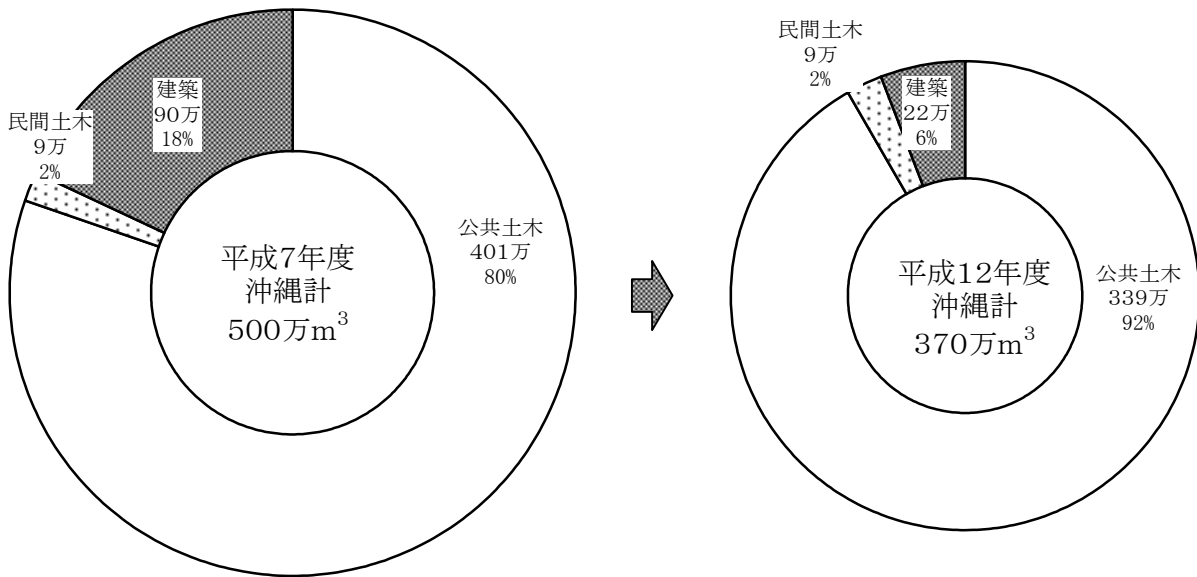 建築
90万
18%
民間土木
9万
2%
公共土木
401万
80%
平成7年度
沖縄計
500万m³
民間土木
9万
2%
建築
22万
6%
公共土木
339万
92%
平成12年度
沖縄計
370万m³